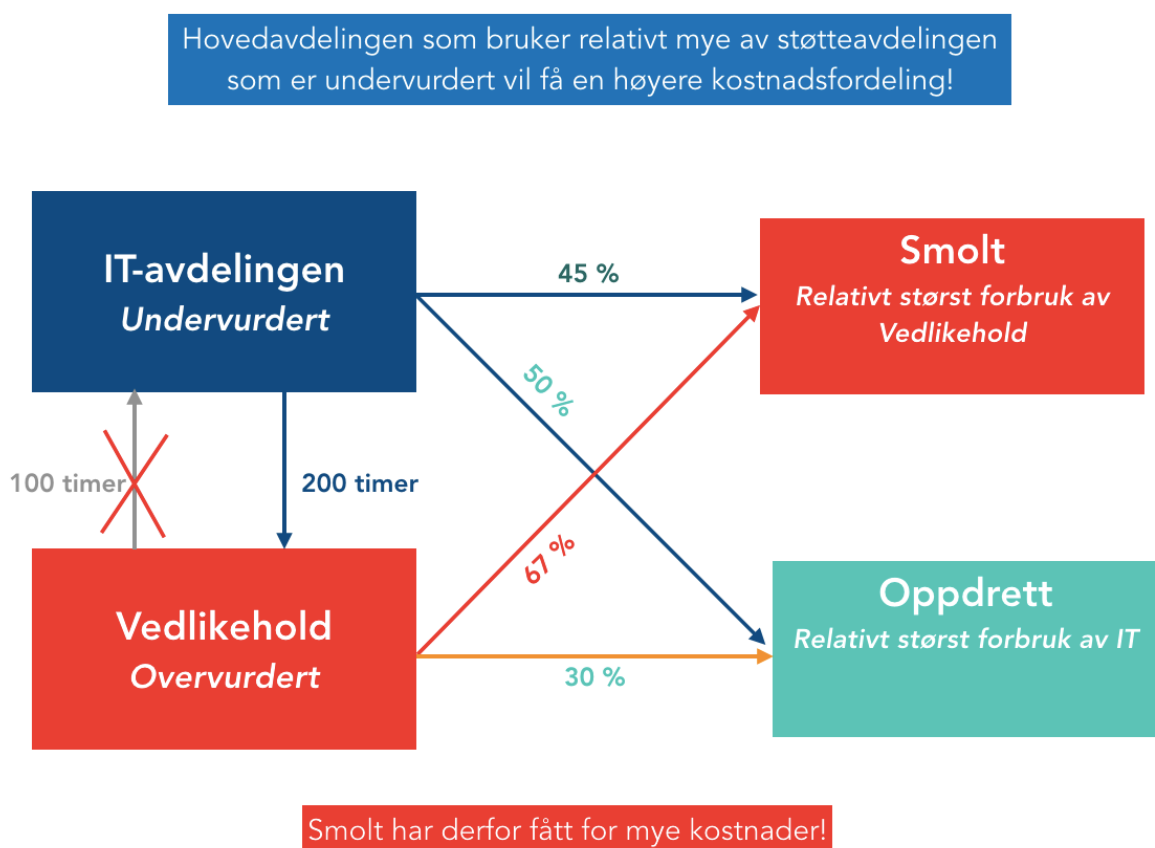 Hovedavdelingen som bruker relativt mye av støtteavdelingen
som er undervurdert vil få en høyere kostnadsfordeling!
IT-avdelingen
Undervurdert
45 %
Smolt
Relativt størst forbruk av
Vedlikehold
50 %
100 timer
200 timer
67 %
Vedlikehold
Overvurdert
30 %
Oppdrett
Relativt størst forbruk av IT
Smolt har derfor fått for mye kostnader!